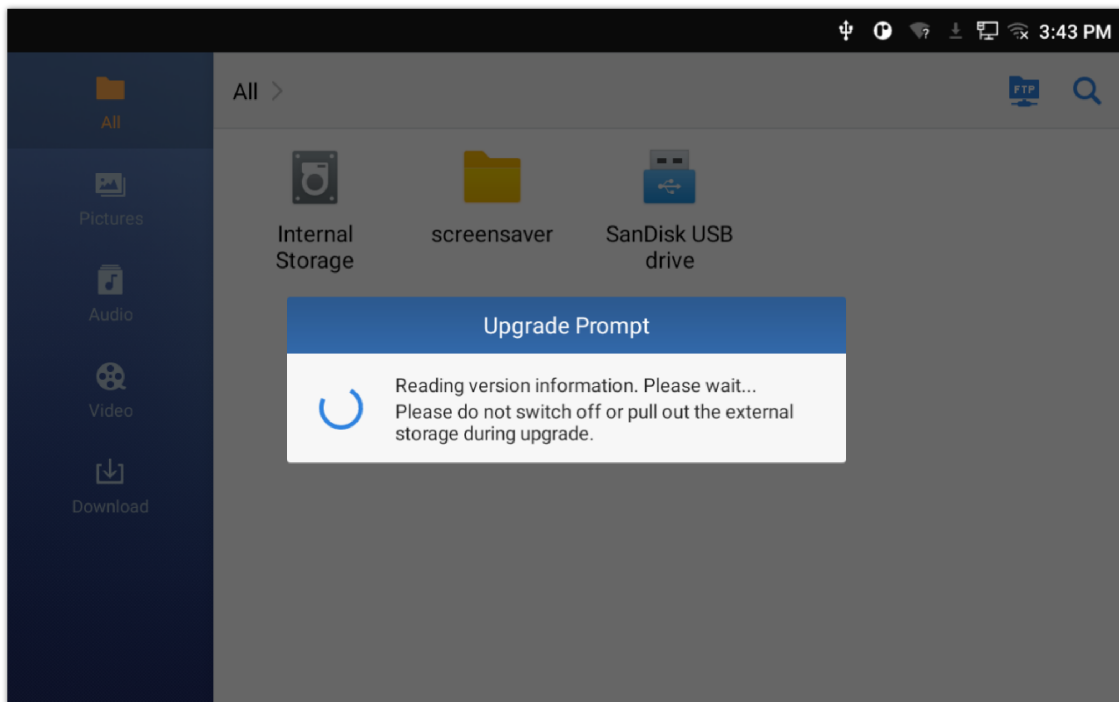 3:43 PM
All
All >
FTP
Pictures
Audio
Video
Download
Internal
Storage
screensaver
SanDisk USB
drive
Upgrade Prompt
Reading version information. Please wait...
Please do not switch off or pull out the external
storage during upgrade.